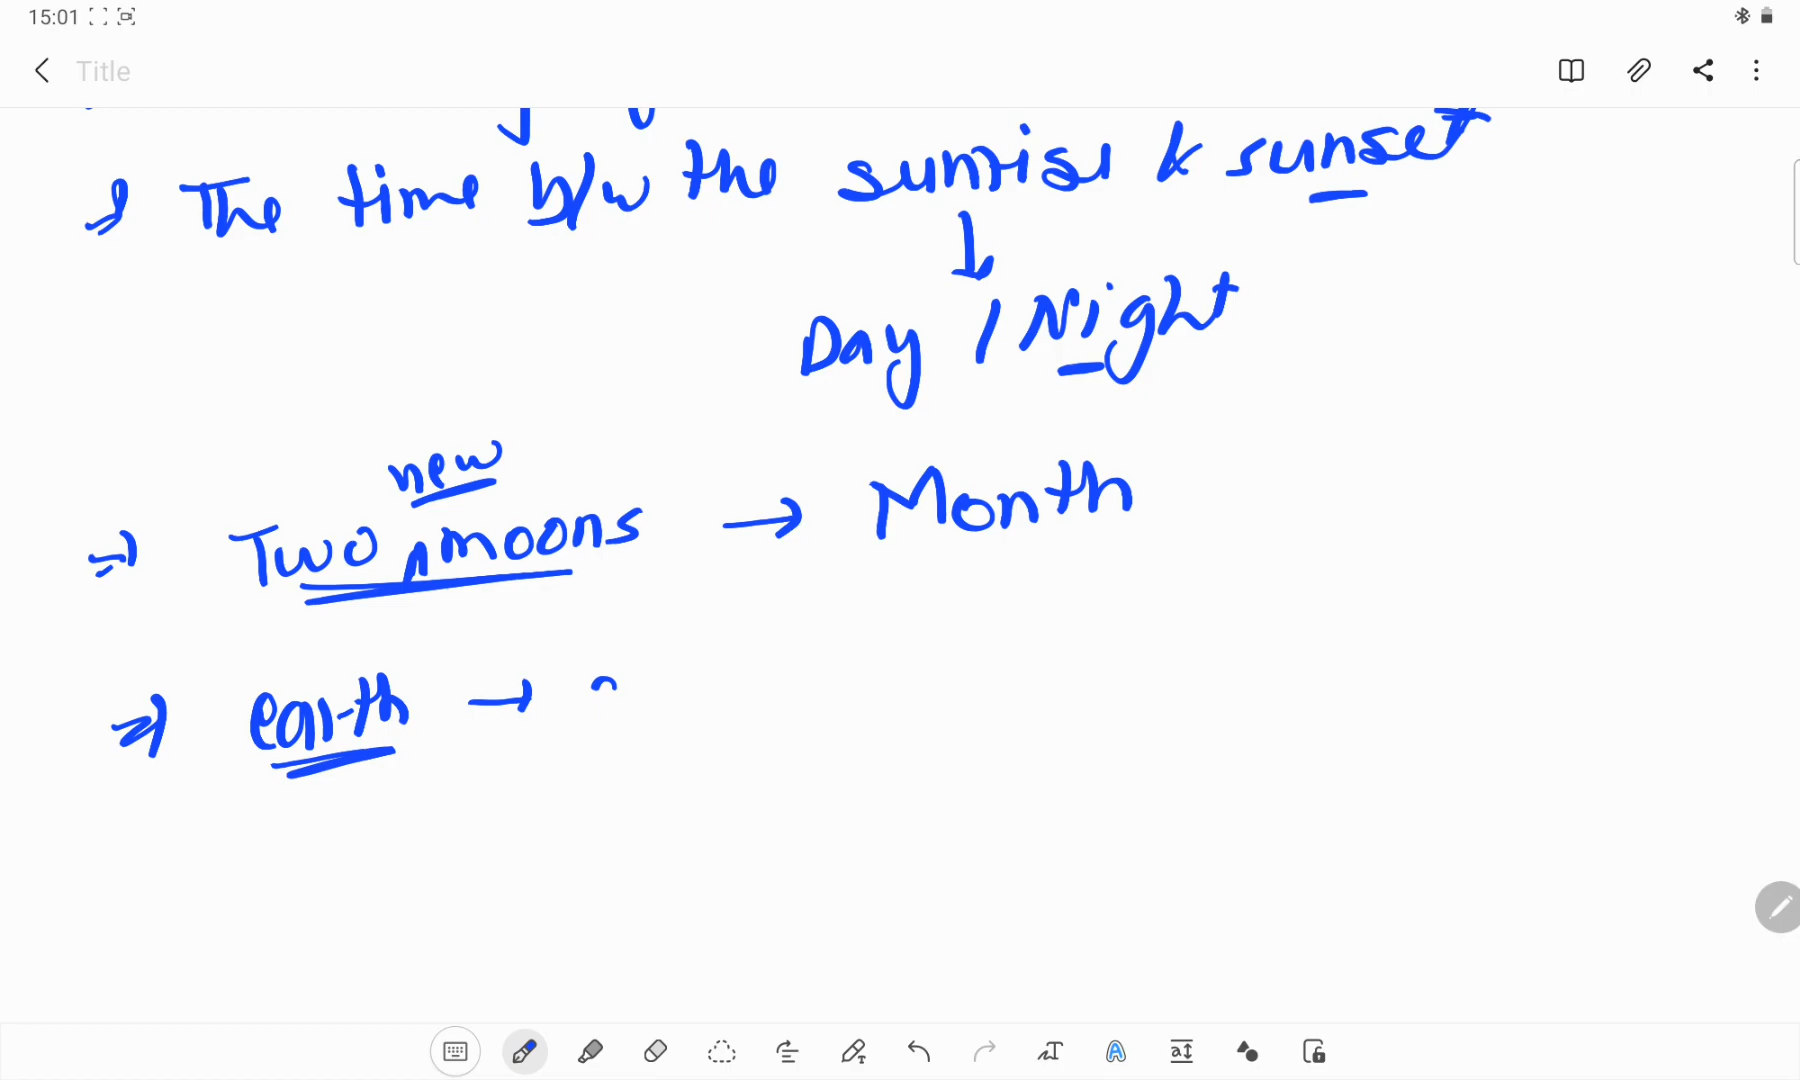 15:01
Title
⇒ The time b/w the sunrise & sunset
↓
Day / Night
new
⇒ Two ^ moons → Month
⇒ earth →